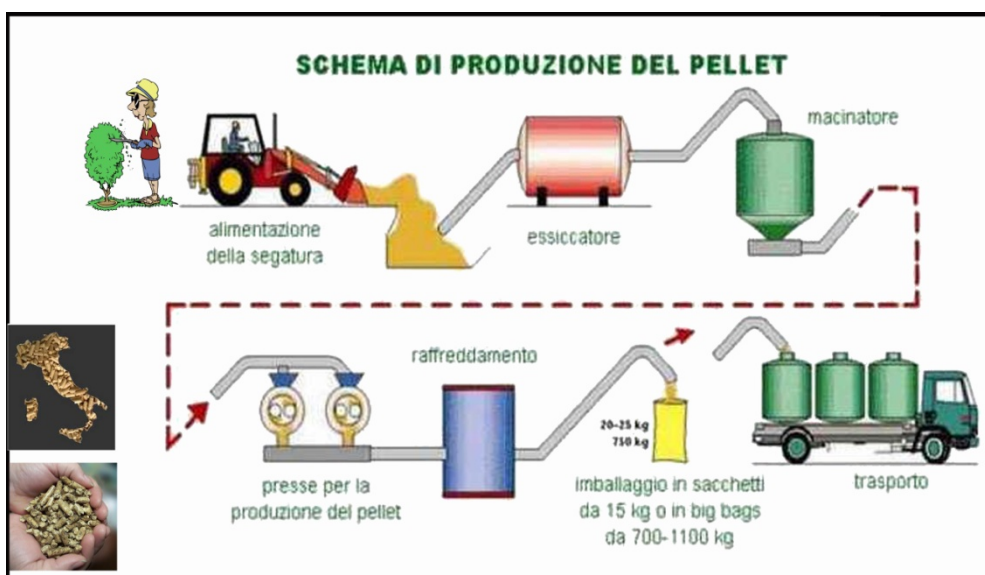 SCHEMA DI PRODUZIONE DEL PELLET
macinatore
alimentazione
della segatura
essiccatore
raffreddamento
20-25 kg
750 kg
presse per la
produzione del pellet
imballaggio in sacchetti
da 15 kg o in big bags
da 700-1100 kg
trasporto